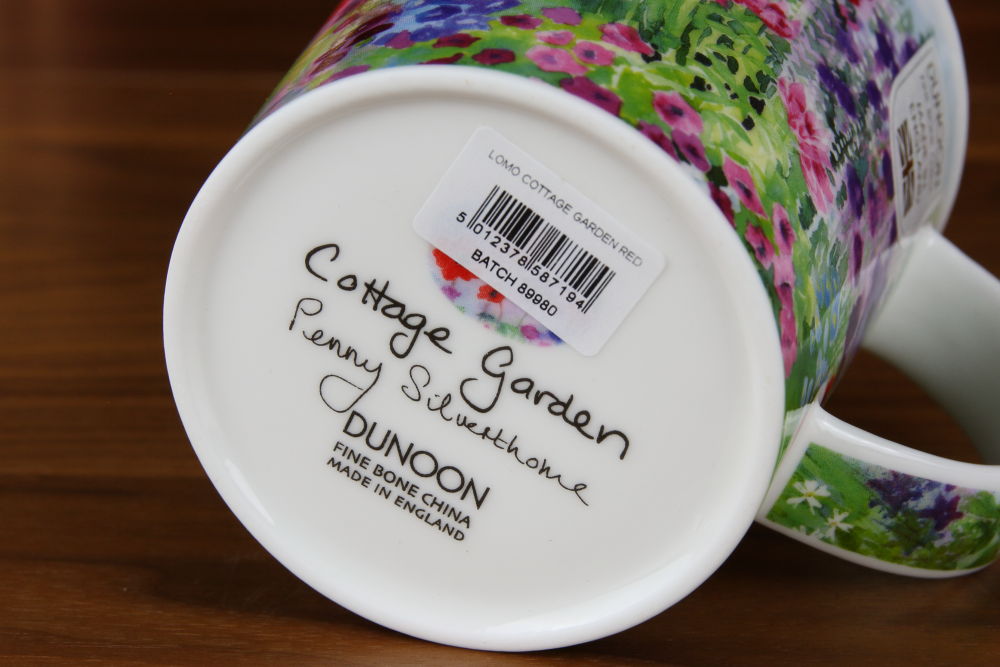 LOMO COTTAGE GARDEN RED
5 012378 587194
BATCH 89980
Cottage Garden
Penny Silverthorne
DUNOON
FINE BONE CHINA
MADE IN ENGLAND